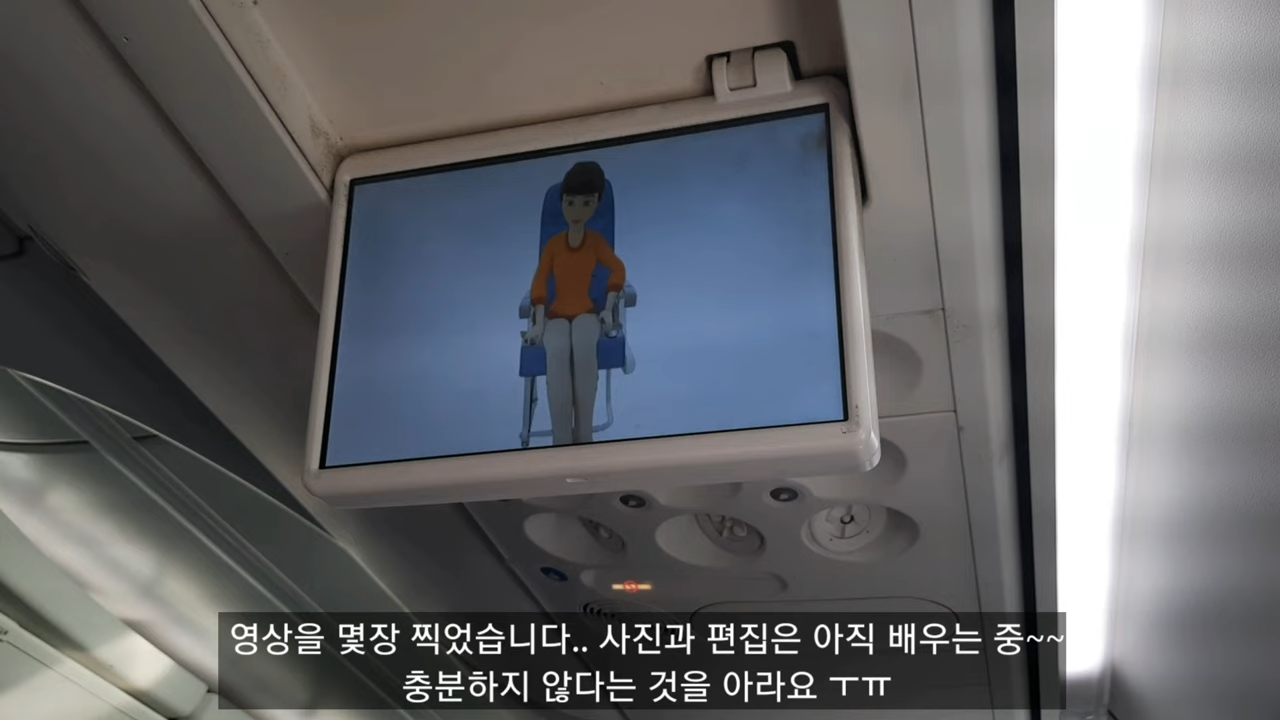 영상을 몇장 찍었습니다.. 사진과 편집은 아직 배우는 중~~
충분하지 않다는 것을 아라요 ㅜㅠ